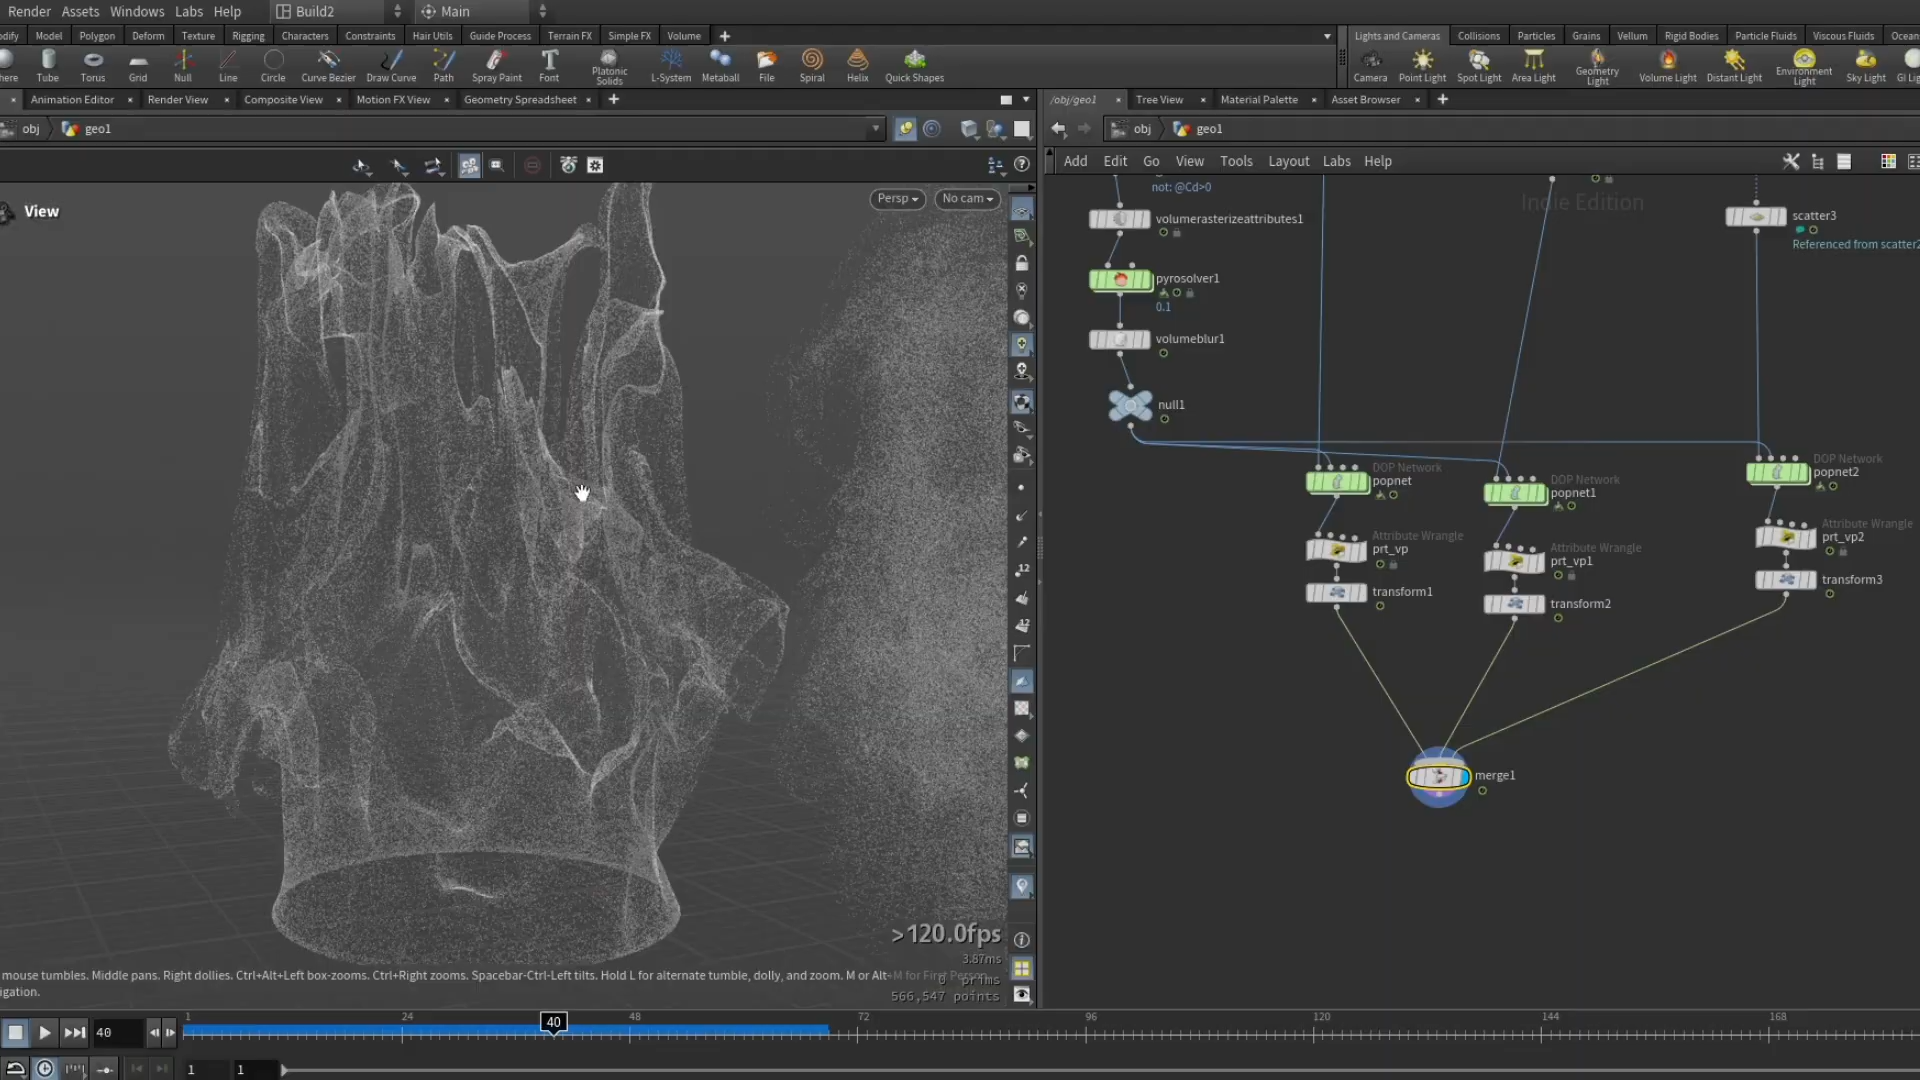 Render Assets Windows Labs Help Build2 Main
Model Polygon Deform Texture Rigging Characters Constraints Hair Utils Guide Process Terrain FX Simple FX Volume
Lights and Cameras Collisions Particles Grains Vellum Rigid Bodies Particle Fluids Viscous Fluids
Tube Torus Grid Null Line Circle Curve Bezier Draw Curve Path Spray Paint Font Platonic Solids L-System Metaball File Spiral Helix Quick Shapes
Camera Point Light Spot Light Area Light Geometry Light Volume Light Distant Light Environment Light Sky Light
Animation Editor Render View Composite View Motion FX View Geometry Spreadsheet
/obj/geo1 Tree View Material Palette Asset Browser
obj geo1
obj geo1
Add Edit Go View Tools Layout Labs Help
View
Persp
No cam
not: @Cd>0
Indie Edition
volumerasterizeattributes1
scatter3
Referenced from scatter2
pyrosolver1
0.1
volumeblur1
null1
DOP Network
popnet
DOP Network
popnet1
DOP Network
popnet2
Attribute Wrangle
prt_vp
Attribute Wrangle
prt_vp1
Attribute Wrangle
prt_vp2
transform1
transform2
transform3
merge1
12
12
>120.0fps
3.87ms
mouse tumbles. Middle pans. Right dollies. Ctrl+Alt+Left box-zooms. Ctrl+Right zooms. Spacebar-Ctrl-Left tilts. Hold L for alternate tumble, dolly, and zoom. M or Alt+M for First Person
0 prims
566,547 points
40
1 24 40 48 72 96 120 144 168
1 1